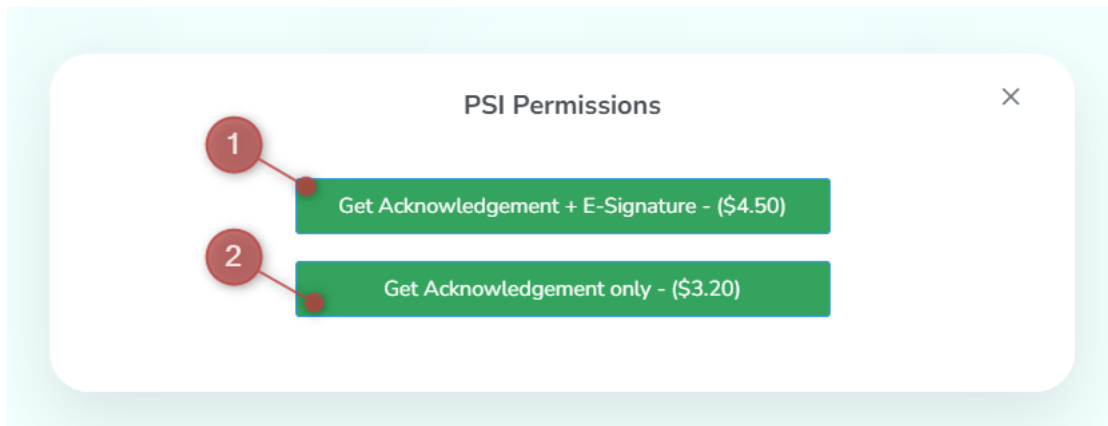 PSI Permissions
1
Get Acknowledgement + E-Signature - ($4.50)
2
Get Acknowledgement only - ($3.20)